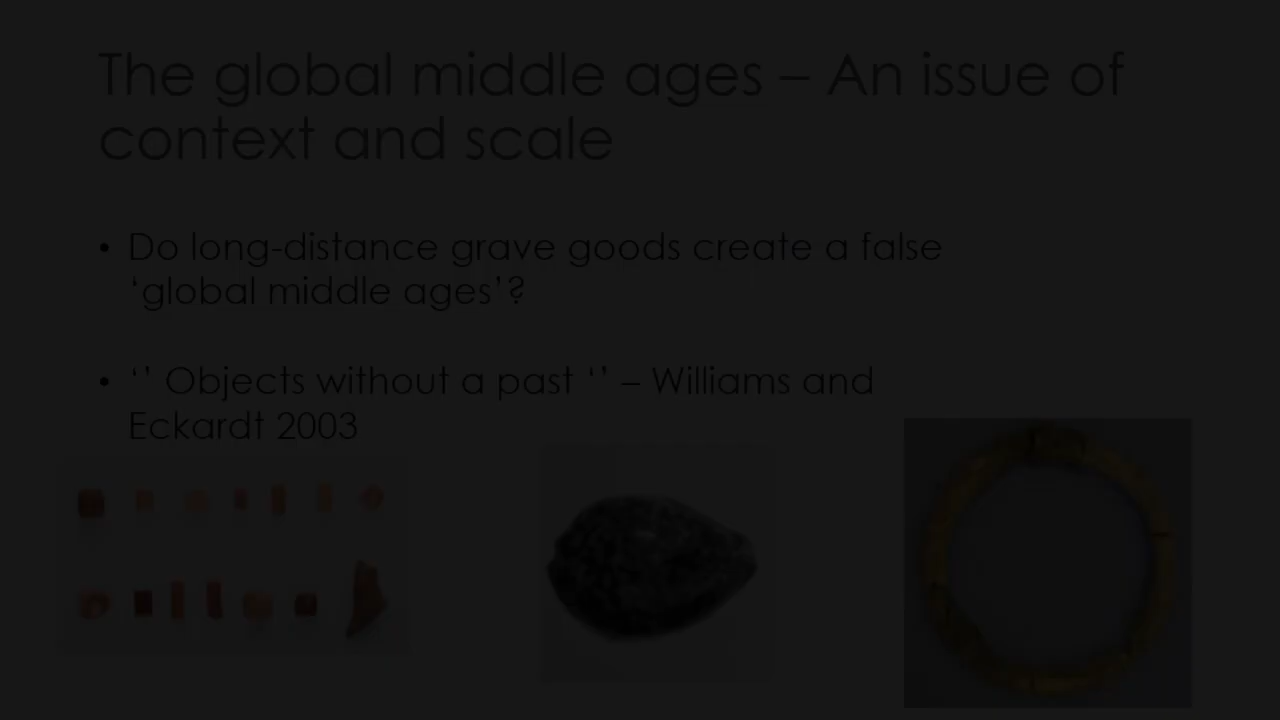 The global middle ages – An issue of
context and scale
• Do long-distance grave goods create a false
‘global middle ages’?
• ‘’ Objects without a past ‘’ – Williams and
Eckardt 2003